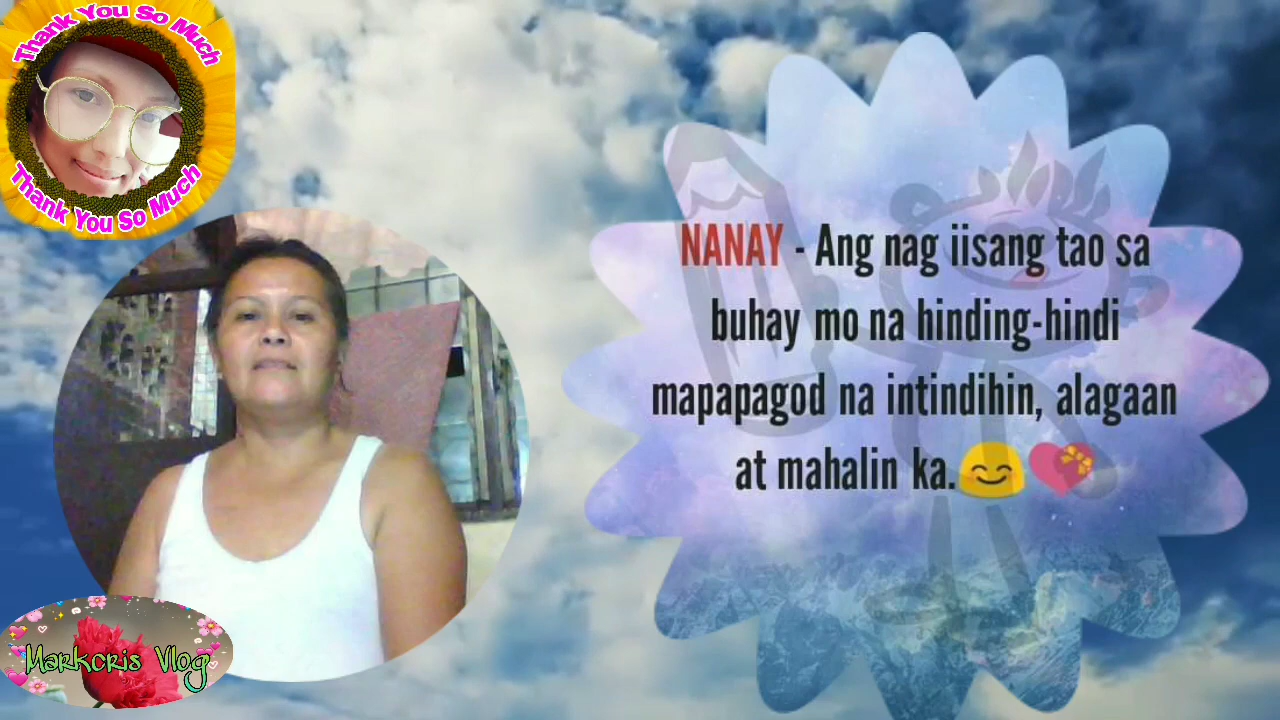 Thank You So Much
Thank You So Much
NANAY - Ang nag iisang tao sa
buhay mo na hinding-hindi
mapapagod na intindihin, alagaan
at mahalin ka.😊💝
Markcris Vlog